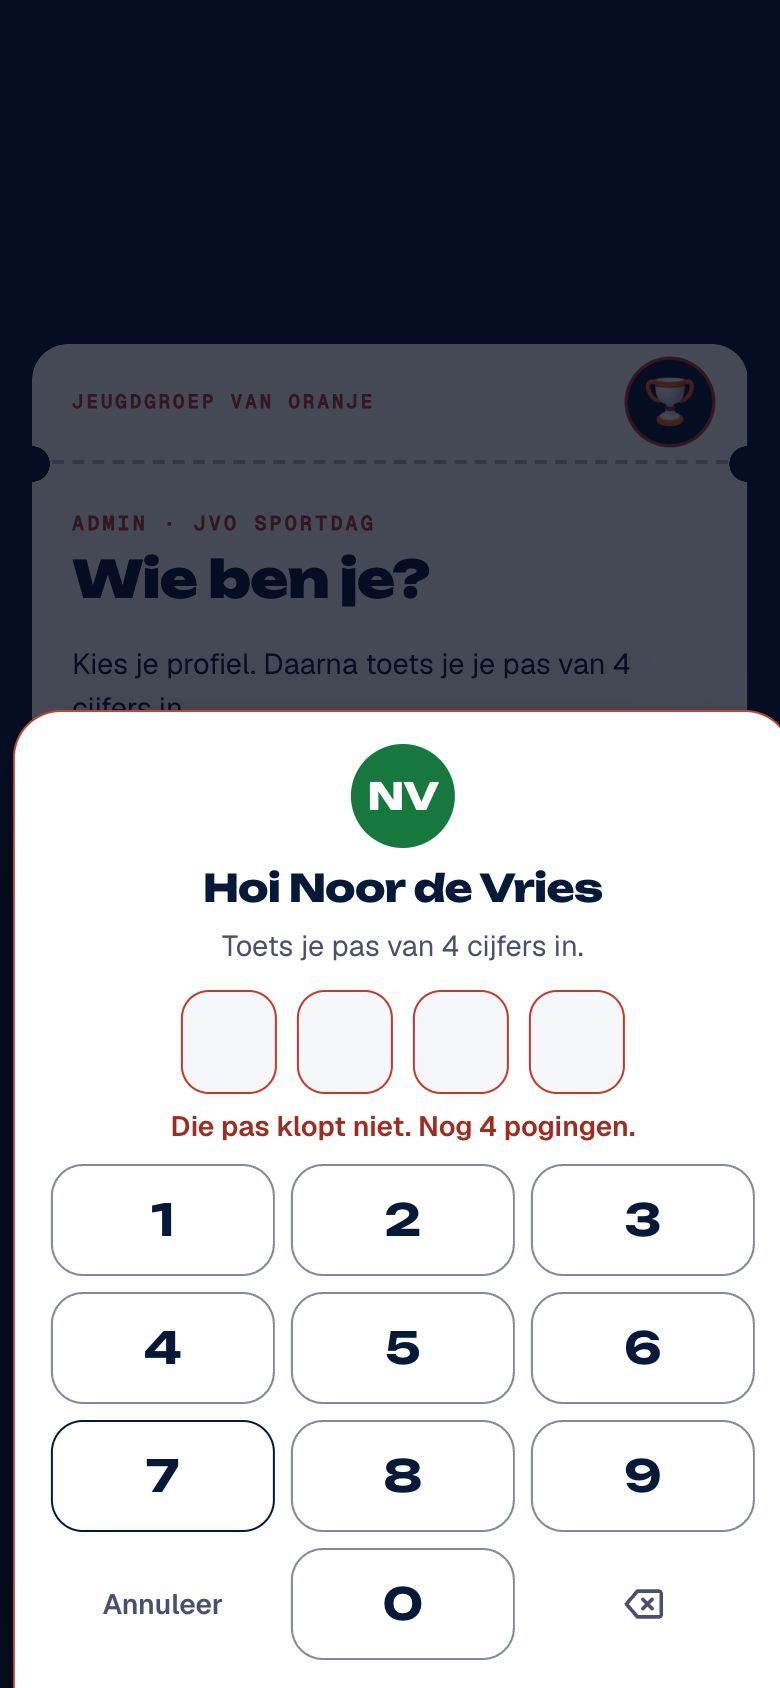 JEUGDGROEP VAN ORANJE
ADMIN · JVO SPORTDAG
Wie ben je?
Kies je profiel. Daarna toets je je pas van 4
cijfers in.
NV
Hoi Noor de Vries
Toets je pas van 4 cijfers in.
Die pas klopt niet. Nog 4 pogingen.
1 2 3
4 5 6
7 8 9
Annuleer 0